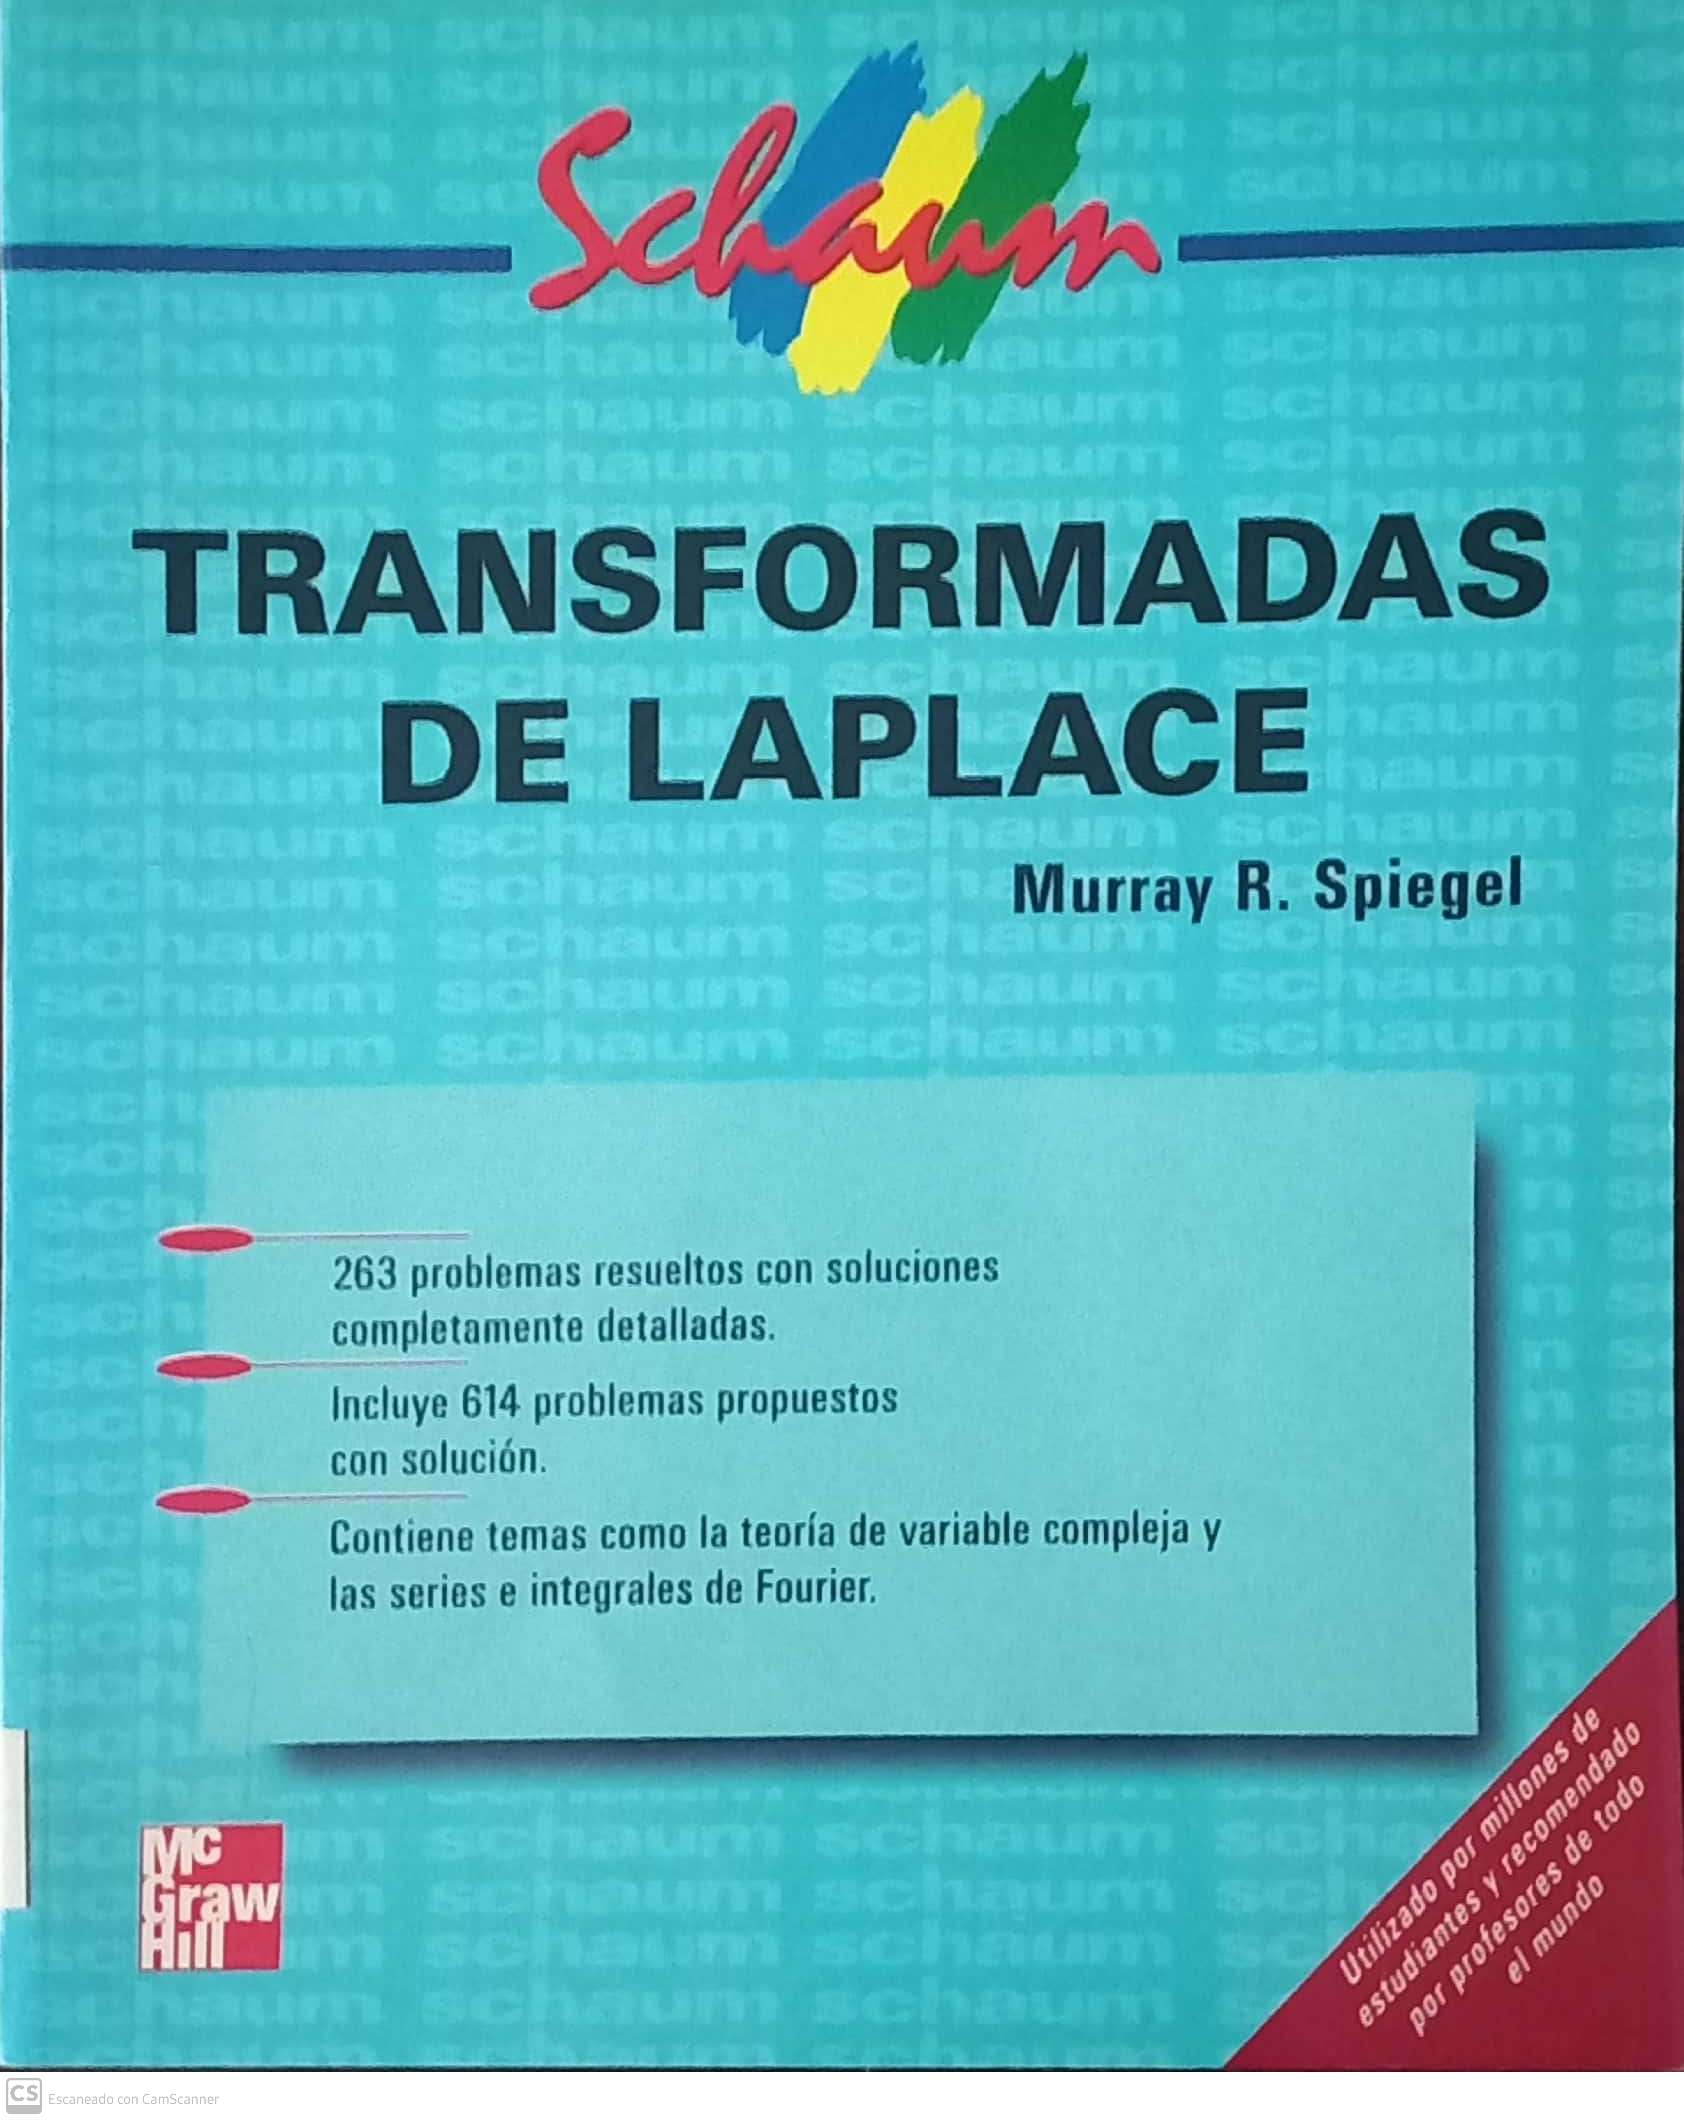 Schaum
TRANSFORMADAS
DE LAPLACE
Murray R. Spiegel
263 problemas resueltos con soluciones
completamente detalladas.
Incluye 614 problemas propuestos
con solución.
Contiene temas como la teoría de variable compleja y
las series e integrales de Fourier.
Mc
Graw
Hill
Utilizado por millones de
estudiantes y recomendado
por profesores de todo
el mundo
CS Escaneado con CamScanner